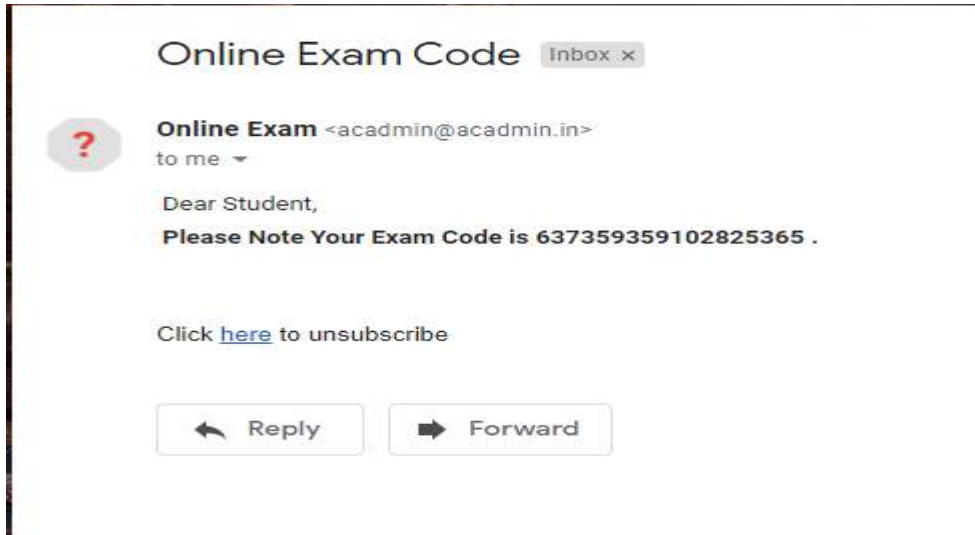 Online Exam Code Inbox x
Online Exam <acadmin@acadmin.in>
?
to me
Dear Student,
Please Note Your Exam Code is 637359359102825365 .
Click here to unsubscribe
Reply Forward